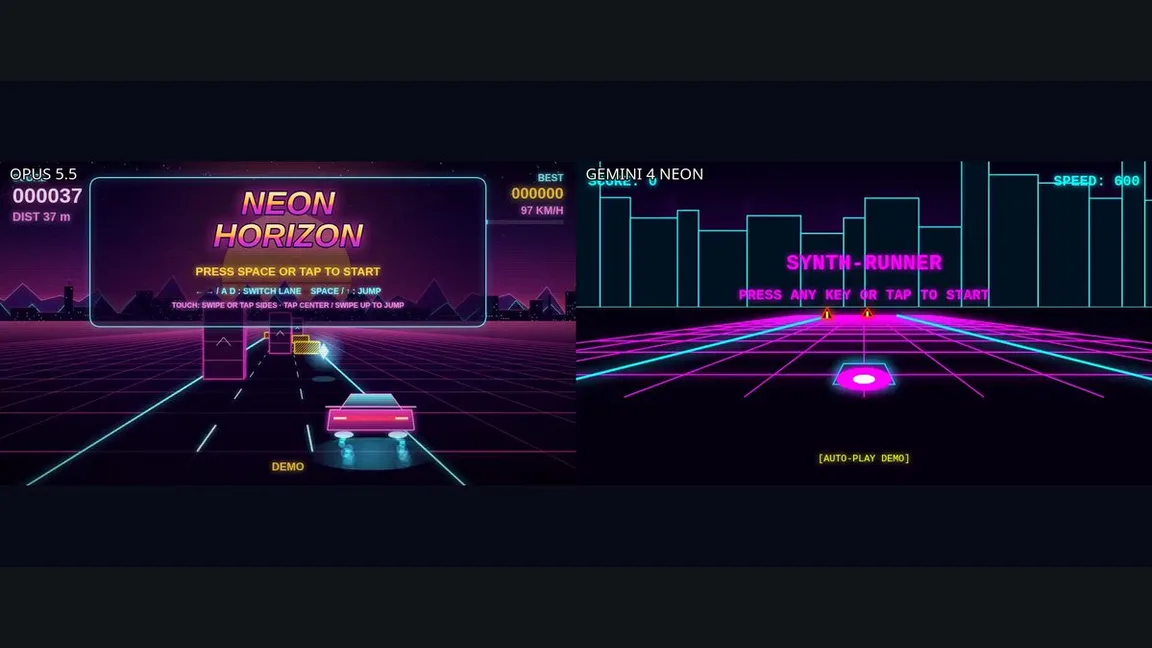 OPUS 5.5
000037
DIST 37 m
BEST
000000
97 KM/H
NEON
HORIZON
PRESS SPACE OR TAP TO START
← → / A D : SWITCH LANE SPACE / ↑ : JUMP
TOUCH: SWIPE OR TAP SIDES · TAP CENTER / SWIPE UP TO JUMP
DEMO
GEMINI 4 NEON
SCORE: 0
SPEED: 600
SYNTH-RUNNER
PRESS ANY KEY OR TAP TO START
[AUTO-PLAY DEMO]